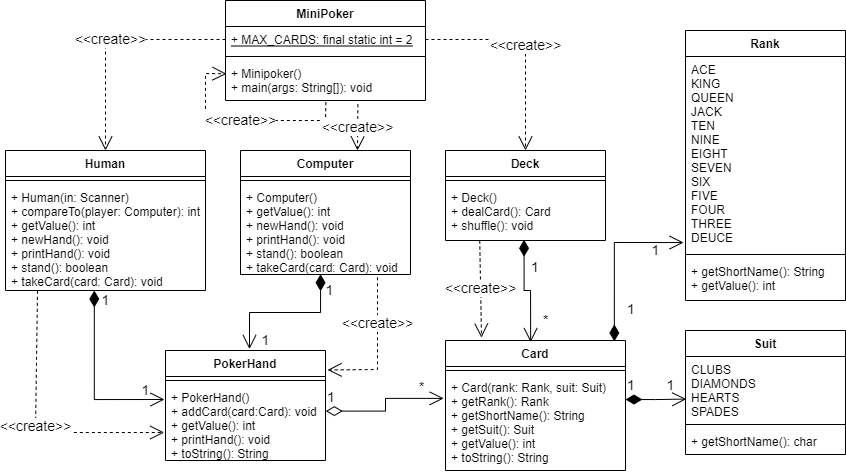 MiniPoker
+ MAX_CARDS: final static int = 2
+ Minipoker()
+ main(args: String[]): void
<<create>>
<<create>>
<<create>>
<<create>>
Rank
ACE
KING
QUEEN
JACK
TEN
NINE
EIGHT
SEVEN
SIX
FIVE
FOUR
THREE
DEUCE
+ getShortName(): String
+ getValue(): int
Human
+ Human(in: Scanner)
+ compareTo(player: Computer): int
+ getValue(): int
+ newHand(): void
+ printHand(): void
+ stand(): boolean
+ takeCard(card: Card): void
Computer
+ Computer()
+ getValue(): int
+ newHand(): void
+ printHand(): void
+ stand(): boolean
+ takeCard(card: Card): void
Deck
+ Deck()
+ dealCard(): Card
+ shuffle(): void
1
1
1
1
1
<<create>>
<<create>>
1
*
1
PokerHand
+ PokerHand()
+ addCard(card:Card): void
+ getValue(): int
+ printHand(): void
+ toString(): String
<<create>>
1
*
Card
+ Card(rank: Rank, suit: Suit)
+ getRank(): Rank
+ getShortName(): String
+ getSuit(): Suit
+ getValue(): int
+ toString(): String
1
1
Suit
CLUBS
DIAMONDS
HEARTS
SPADES
+ getShortName(): char